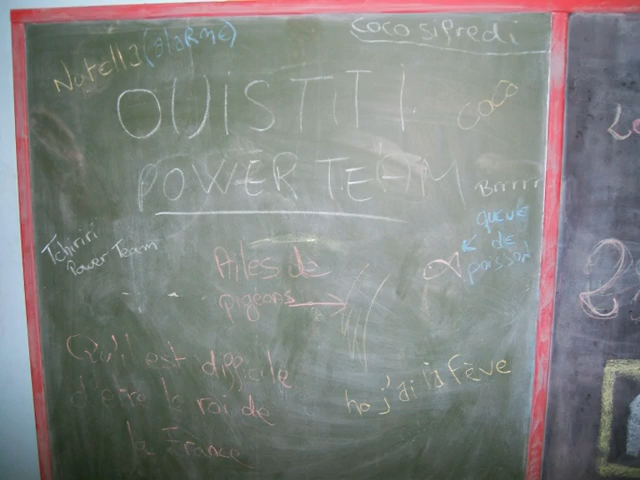 Nutella (alarme)
coco sifredi
OUISTITI
coco
POWER TEAM
Brrrrr
Tchiriri
Power Team
queue
de
poisson
Ailes de
pigeons
Qu'il est difficile
d'être le roi de
la France
ho j'ai la Fève